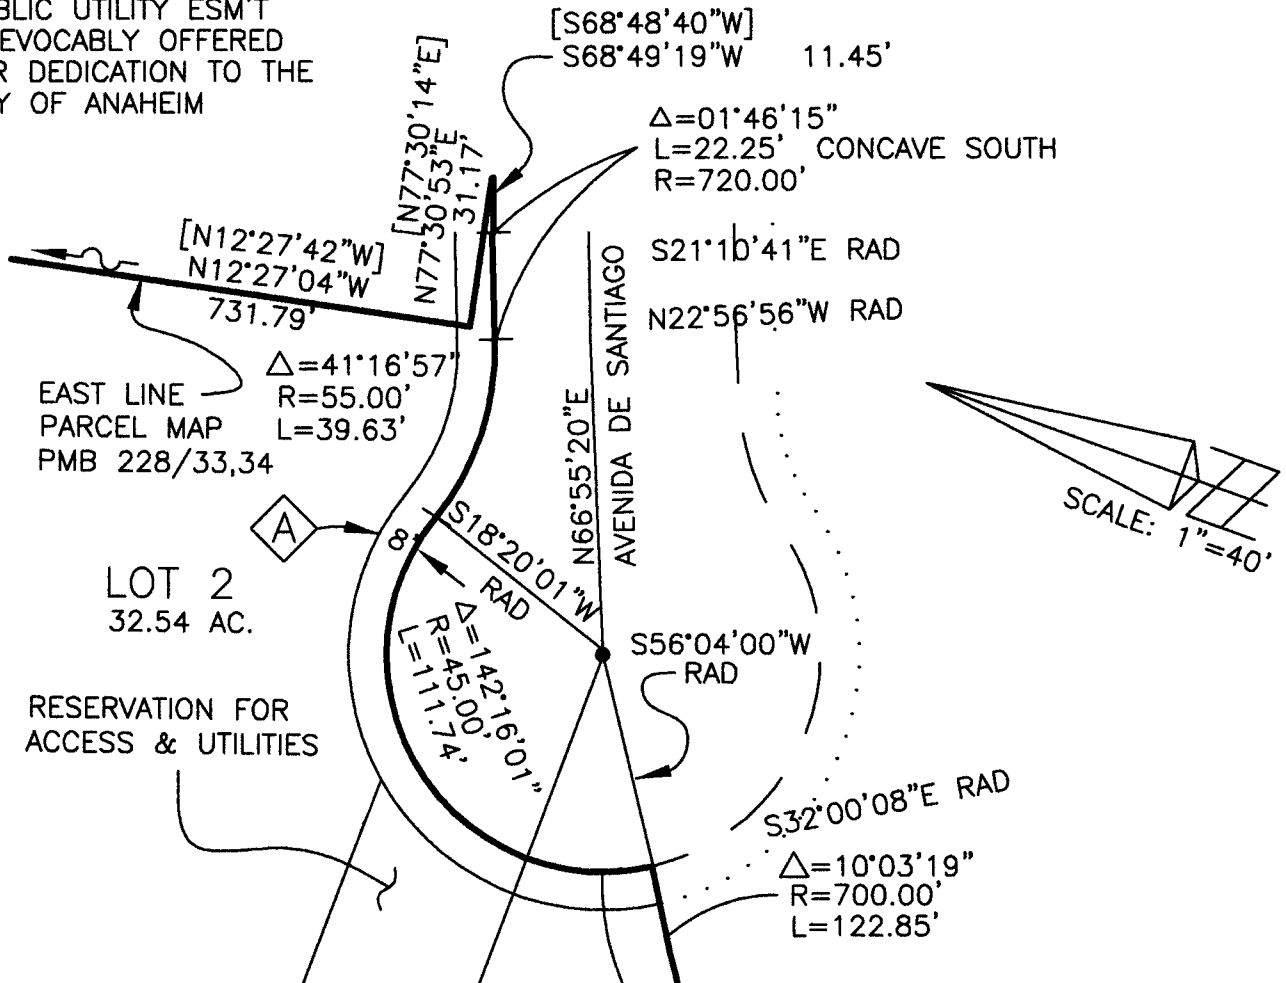 BLIC UTILITY ESM'T
EVOCABLY OFFERED
R DEDICATION TO THE
Y OF ANAHEIM
[S68°48'40"W]
S68°49'19"W 11.45'
Δ=01°46'15"
L=22.25' CONCAVE SOUTH
R=720.00'
[N77°30'14"E]
N77°30'53"E
31.17'
[N12°27'42"W]
N12°27'04"W
731.79'
S21°10'41"E RAD
N22°56'56"W RAD
N66°55'20"E
AVENIDA DE SANTIAGO
Δ=41°16'57"
R=55.00'
L=39.63'
EAST LINE
PARCEL MAP
PMB 228/33,34
SCALE: 1"=40'
A
8'
S18°20'01"W
RAD
LOT 2
32.54 AC.
Δ=142°16'01"
R=45.00'
L=111.74'
S56°04'00"W
RAD
RESERVATION FOR
ACCESS & UTILITIES
S32°00'08"E RAD
Δ=10°03'19"
R=700.00'
L=122.85'